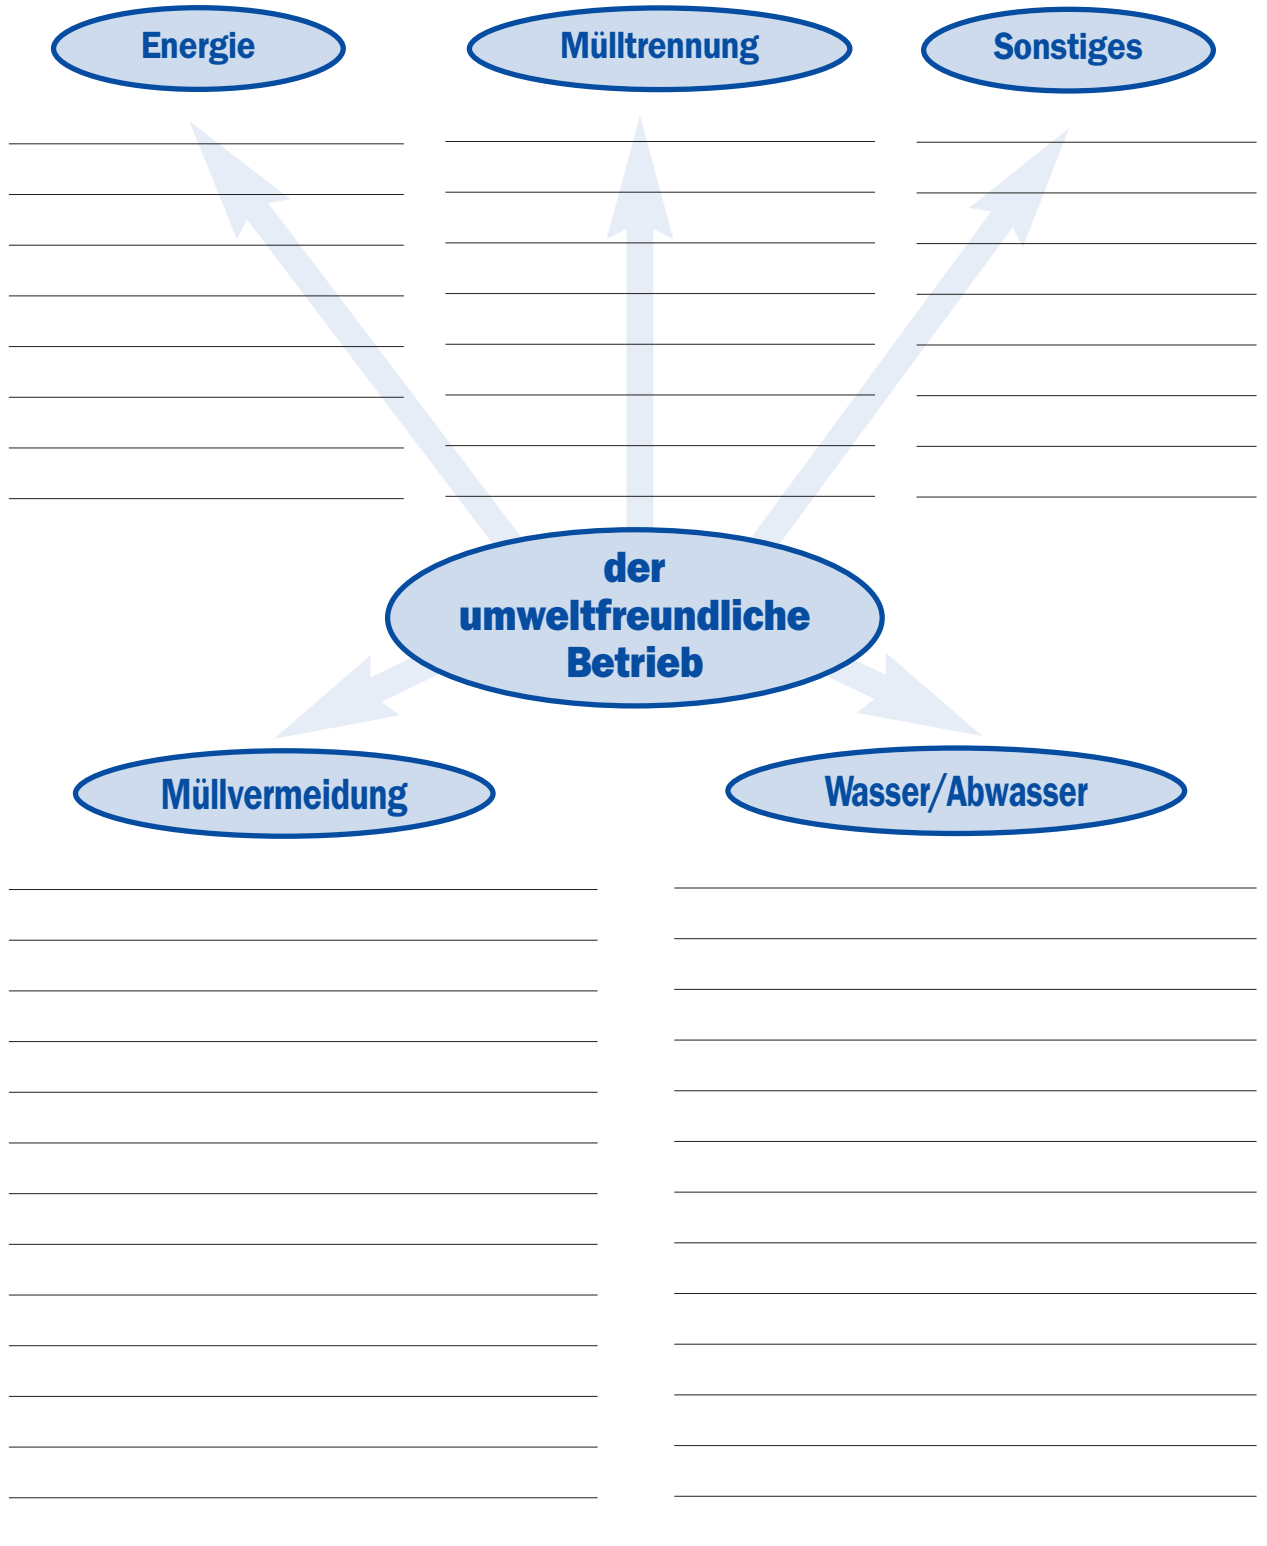 Energie
Mülltrennung
Sonstiges
der
umweltfreundliche
Betrieb
Müllvermeidung
Wasser/Abwasser